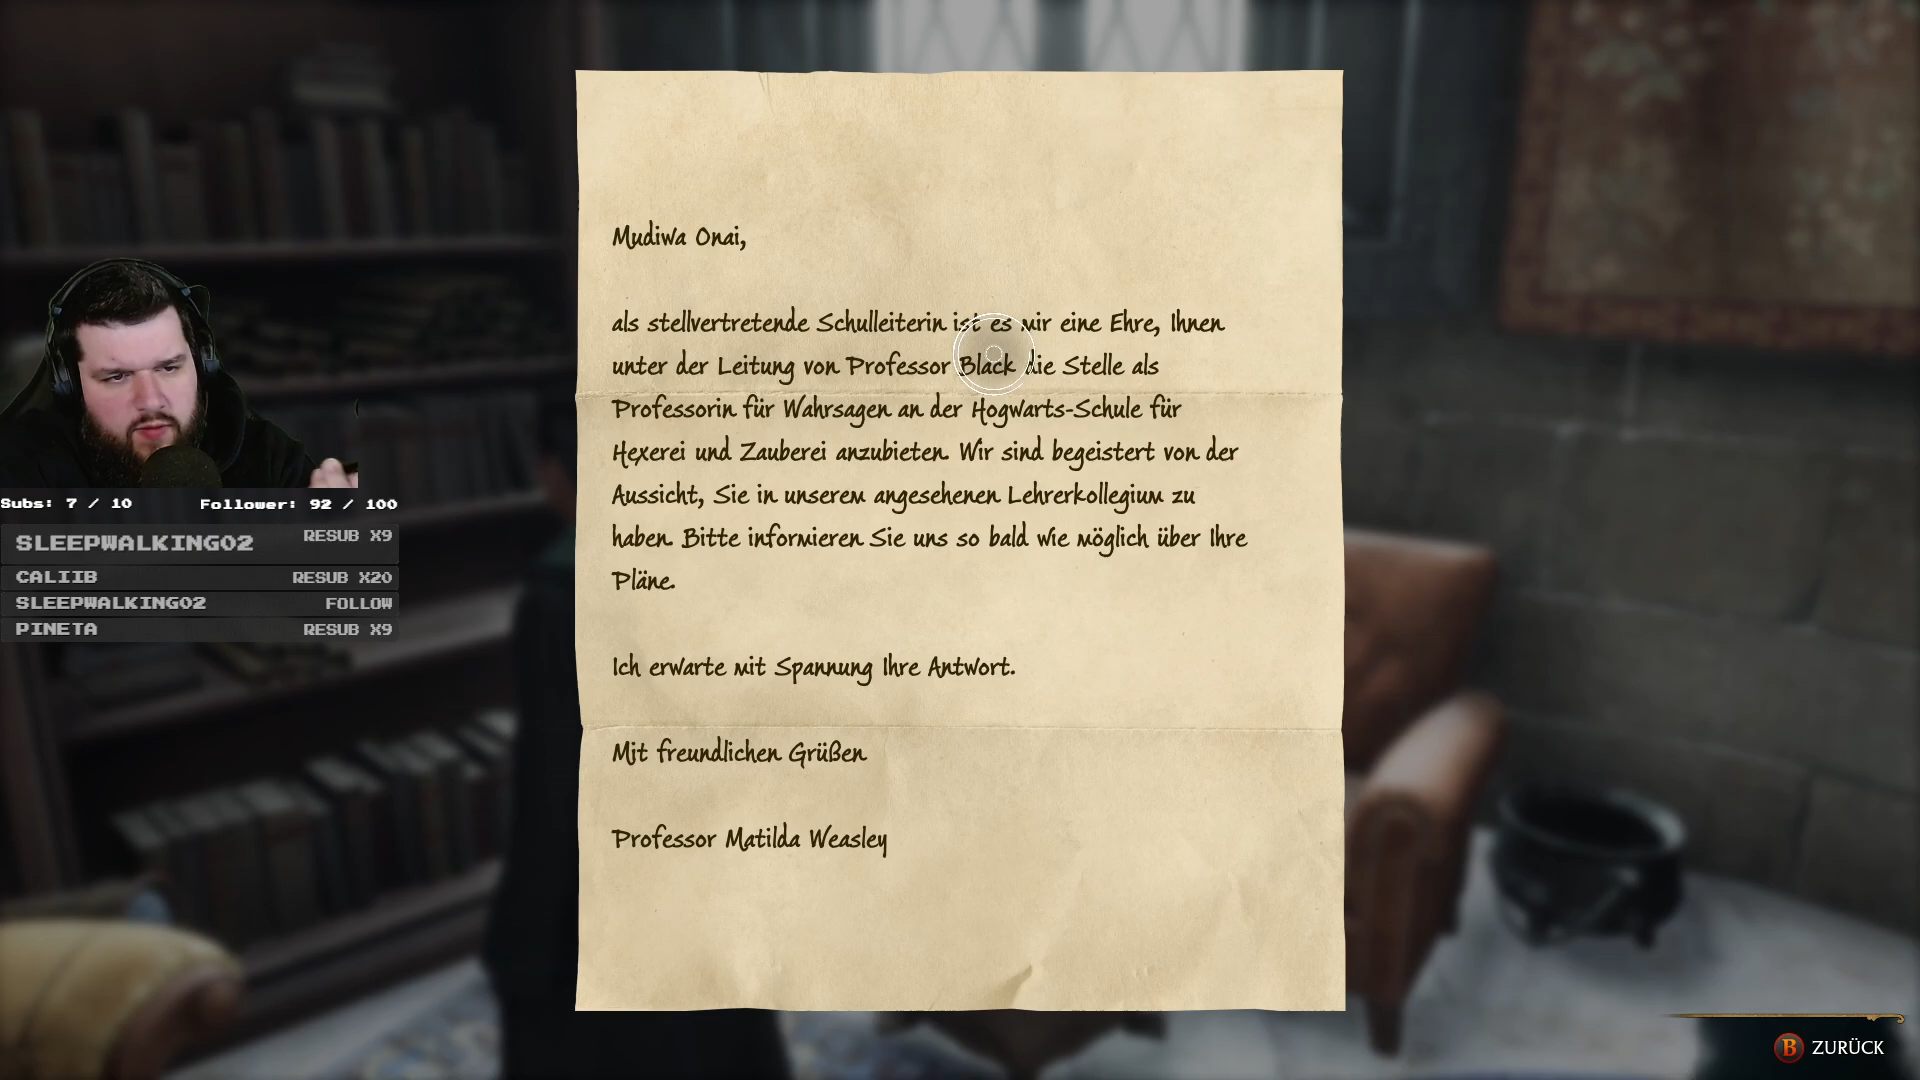 Mudiwa Onai,
als stellvertretende Schulleiterin ist es mir eine Ehre, Ihnen
unter der Leitung von Professor Black die Stelle als
Professorin für Wahrsagen an der Hogwarts-Schule für
Hexerei und Zauberei anzubieten. Wir sind begeistert von der
Aussicht, Sie in unserem angesehenen Lehrerkollegium zu
haben. Bitte informieren Sie uns so bald wie möglich über Ihre
Pläne.
Ich erwarte mit Spannung Ihre Antwort.
Mit freundlichen Grüßen
Professor Matilda Weasley
Subs: 7 / 10 Follower: 92 / 100
SLEEPWALKING02 RESUB X9
CALIIB RESUB X20
SLEEPWALKING02 FOLLOW
PINETA RESUB X9
B ZURÜCK